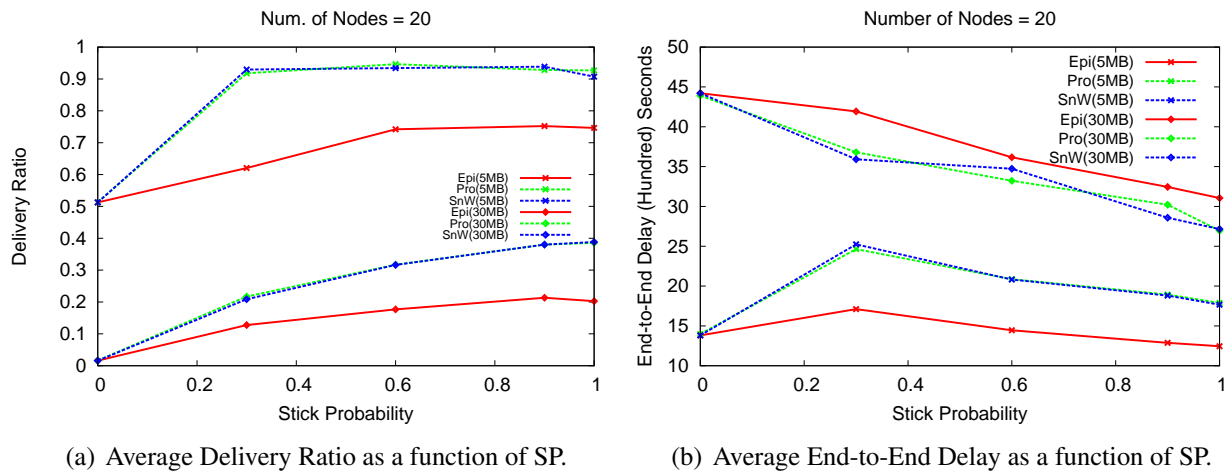 Num. of Nodes = 20
1
0.9
0.8
0.7
0.6
0.5
0.4
0.3
0.2
0.1
0
Delivery Ratio
Epi(5MB)
Pro(5MB)
SnW(5MB)
Epi(30MB)
Pro(30MB)
SnW(30MB)
0 0.2 0.4 0.6 0.8 1
Stick Probability
(a) Average Delivery Ratio as a function of SP.
Number of Nodes = 20
50
45
40
35
30
25
20
15
10
End-to-End Delay (Hundred) Seconds
Epi(5MB)
Pro(5MB)
SnW(5MB)
Epi(30MB)
Pro(30MB)
SnW(30MB)
0 0.2 0.4 0.6 0.8 1
Stick Probability
(b) Average End-to-End Delay as a function of SP.